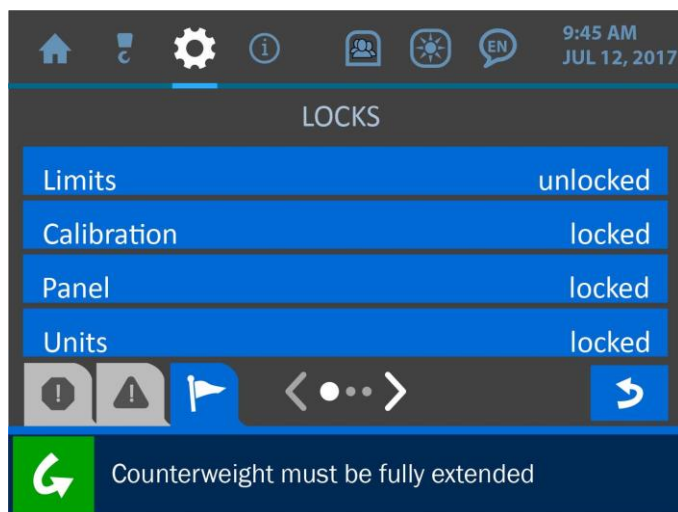 EN
9:45 AM
JUL 12, 2017
LOCKS
Limits unlocked
Calibration locked
Panel locked
Units locked
Counterweight must be fully extended